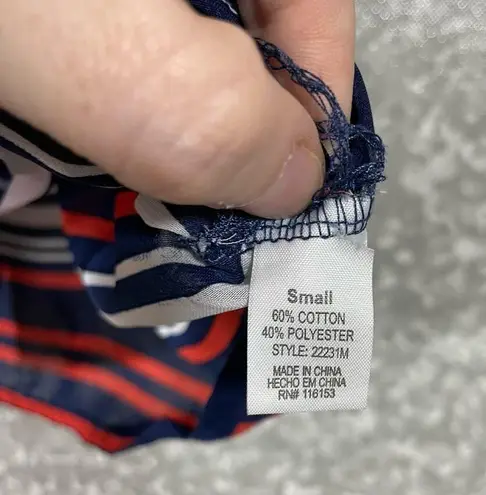 Small
60% COTTON
40% POLYESTER
STYLE: 22231M
MADE IN CHINA
HECHO EM CHINA
RN# 116153